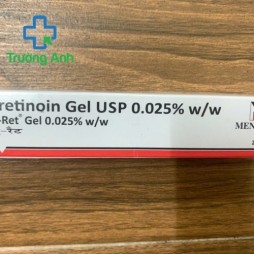 Trường Anh
retinoin Gel USP 0.025% w/w
-Ret® Gel 0.025% w/w
MEN